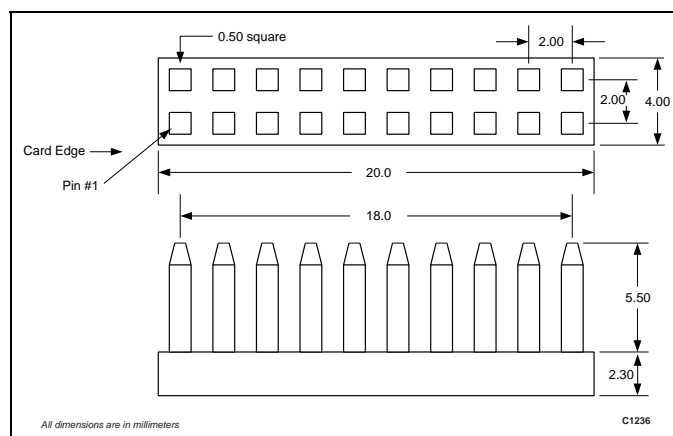 0.50 square
2.00
2.00
4.00
Card Edge
Pin #1
20.0
18.0
5.50
2.30
All dimensions are in millimeters
C1236